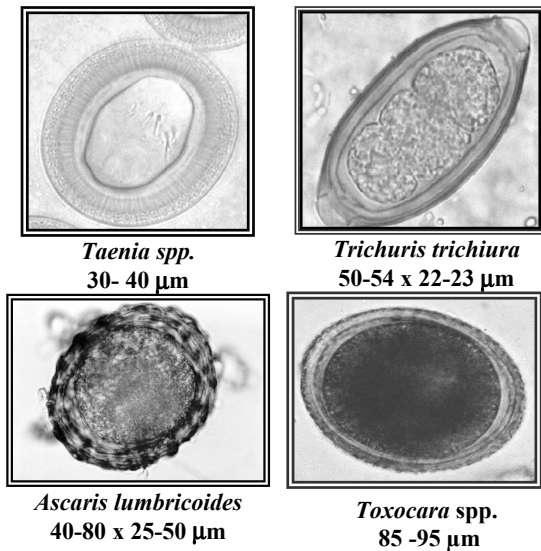 Taenia spp.
30- 40 μm
Trichuris trichiura
50-54 x 22-23 μm
Ascaris lumbricoides
40-80 x 25-50 μm
Toxocara spp.
85 -95 µm